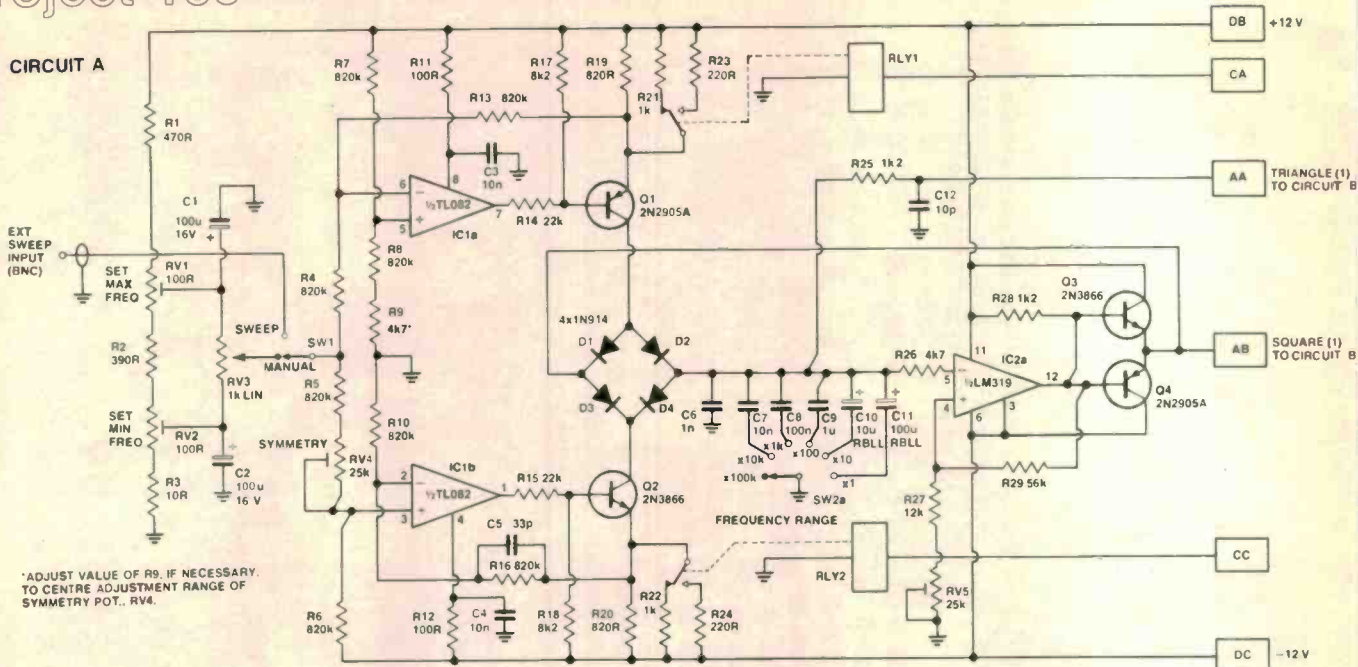 CIRCUIT A
DB
+12 V
CA
RLY1
R7
820k
R11
100R
R17
8k2
R19
820R
R23
220R
R13 820k
R21
1k
R1
470R
C3
10n
R25 1k2
AA
TRIANGLE (1)
TO CIRCUIT B
C12
10p
C1
100u
16V
+
6
−
8
½TL082
7
5
+
IC1a
R14 22k
Q1
2N2905A
EXT
SWEEP
INPUT
(BNC)
SET
MAX
FREQ
RV1
100R
R4
820k
R8
820k
R9
4k7*
Q3
2N3866
R28 1k2
4x1N914
D1
D2
D3
D4
SWEEP
SW1
MANUAL
R2
390R
RV3
1k LIN
R5
820k
R26 4k7
11
IC2a
5
−
½LM319
12
4
+
6
3
AB
SQUARE (1)
TO CIRCUIT B
Q4
2N2905A
SET
MIN
FREQ
RV2
100R
SYMMETRY
RV4
25k
R10
820k
C6
1n
C7
10n
C8
100n
C9
1u
C10
10u
RBLL
C11
100u
RBLL
+
+
x1k
x100
x10k
x10
x100k
x1
SW2a
FREQUENCY RANGE
R29 56k
R3
10R
C2
100u
16 V
+
IC1b
2
−
½TL082
1
3
+
4
R15 22k
Q2
2N3866
C5
33p
R16 820k
R27
12k
CC
RLY2
*ADJUST VALUE OF R9, IF NECESSARY,
TO CENTRE ADJUSTMENT RANGE OF
SYMMETRY POT., RV4.
R6
820k
R12
100R
C4
10n
R18
8k2
R20
820R
R22
1k
R24
220R
RV5
25k
DC
−12 V